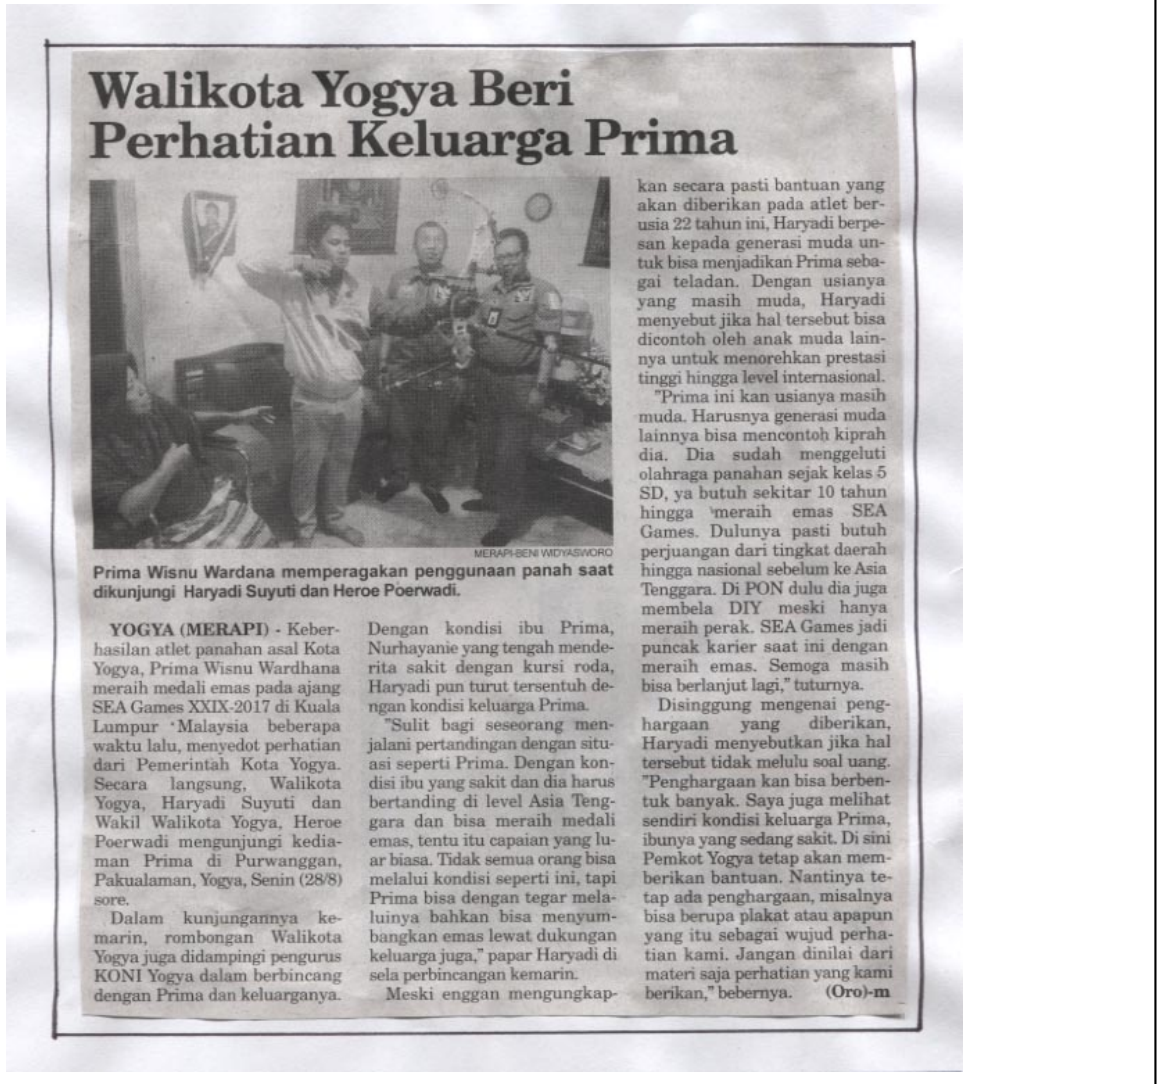 Walikota Yogya Beri
Perhatian Keluarga Prima
MERAPI-BENI WIDYASWORO
Prima Wisnu Wardana memperagakan penggunaan panah saat
dikunjungi Haryadi Suyuti dan Heroe Poerwadi.
YOGYA (MERAPI) - Keber-
hasilan atlet panahan asal Kota
Yogya, Prima Wisnu Wardhana
meraih medali emas pada ajang
SEA Games XXIX-2017 di Kuala
Lumpur Malaysia beberapa
waktu lalu, menyedot perhatian
dari Pemerintah Kota Yogya.
Secara langsung, Walikota
Yogya, Haryadi Suyuti dan
Wakil Walikota Yogya, Heroe
Poerwadi mengunjungi kedia-
man Prima di Purwanggan,
Pakualaman, Yogya, Senin (28/8)
sore.
Dalam kunjungannya ke-
marin, rombongan Walikota
Yogya juga didampingi pengurus
KONI Yogya dalam berbincang
dengan Prima dan keluarganya.
Dengan kondisi ibu Prima,
Nurhayanie yang tengah mende-
rita sakit dengan kursi roda,
Haryadi pun turut tersentuh de-
ngan kondisi keluarga Prima.
"Sulit bagi seseorang men-
jalani pertandingan dengan situ-
asi seperti Prima. Dengan kon-
disi ibu yang sakit dan dia harus
bertanding di level Asia Teng-
gara dan bisa meraih medali
emas, tentu itu capaian yang lu-
ar biasa. Tidak semua orang bisa
melalui kondisi seperti ini, tapi
Prima bisa dengan tegar mela-
luinya bahkan bisa menyum-
bangkan emas lewat dukungan
keluarga juga," papar Haryadi di
sela perbincangan kemarin.
Meski enggan mengungkap-
kan secara pasti bantuan yang
akan diberikan pada atlet ber-
usia 22 tahun ini, Haryadi berpe-
san kepada generasi muda un-
tuk bisa menjadikan Prima seba-
gai teladan. Dengan usianya
yang masih muda, Haryadi
menyebut jika hal tersebut bisa
dicontoh oleh anak muda lain-
nya untuk menorehkan prestasi
tinggi hingga level internasional.
"Prima ini kan usianya masih
muda. Harusnya generasi muda
lainnya bisa mencontoh kiprah
dia. Dia sudah menggeluti
olahraga panahan sejak kelas 5
SD, ya butuh sekitar 10 tahun
hingga meraih emas SEA
Games. Dulunya pasti butuh
perjuangan dari tingkat daerah
hingga nasional sebelum ke Asia
Tenggara. Di PON dulu dia juga
membela DIY meski hanya
meraih perak. SEA Games jadi
puncak karier saat ini dengan
meraih emas. Semoga masih
bisa berlanjut lagi," tuturnya.
Disinggung mengenai peng-
hargaan yang diberikan,
Haryadi menyebutkan jika hal
tersebut tidak melulu soal uang.
"Penghargaan kan bisa berben-
tuk banyak. Saya juga melihat
sendiri kondisi keluarga Prima,
ibunya yang sedang sakit. Di sini
Pemkot Yogya tetap akan mem-
berikan bantuan. Nantinya te-
tap ada penghargaan, misalnya
bisa berupa plakat atau apapun
yang itu sebagai wujud perha-
tian kami. Jangan dinilai dari
materi saja perhatian yang kami
berikan," bebernya. (Oro)-m